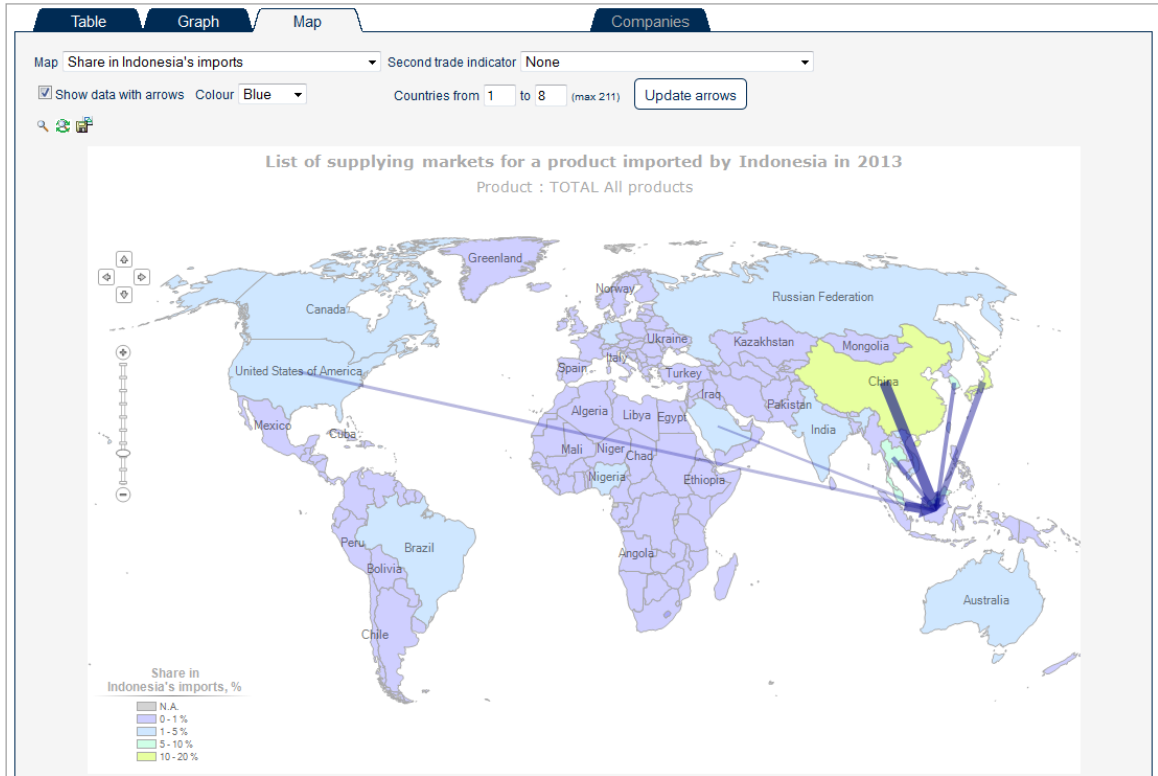 Table Graph Map Companies
Map Share in Indonesia's imports Second trade indicator None
Show data with arrows Colour Blue Countries from 1 to 8 (max 211) Update arrows
List of supplying markets for a product imported by Indonesia in 2013
Product : TOTAL All products
Greenland
Norway
Russian Federation
Canada
Ukraine
Kazakhstan
Mongolia
Italy
United States of America
Spain
Turkey
China
Iraq
Pakistan
Algeria
Libya
Egypt
Mexico
India
Cuba
Mali
Niger
Chad
Nigeria
Ethiopia
Peru
Brazil
Angola
Bolivia
Australia
Chile
Share in
Indonesia's imports, %
N.A.
0 - 1 %
1 - 5 %
5 - 10 %
10 - 20 %